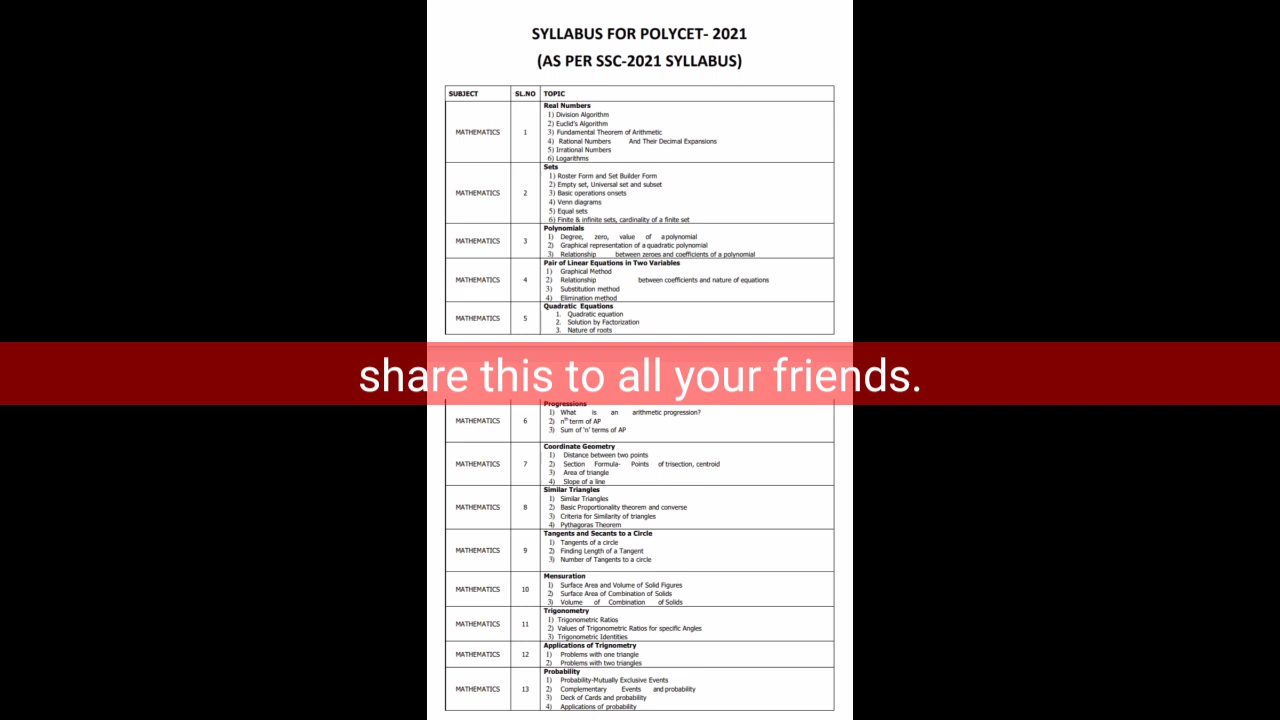 SYLLABUS FOR POLYCET- 2021
(AS PER SSC-2021 SYLLABUS)
SUBJECT SL.NO TOPIC
MATHEMATICS 1 Real Numbers
1) Division Algorithm
2) Euclid's Algorithm
3) Fundamental Theorem of Arithmetic
4) Rational Numbers And Their Decimal Expansions
5) Irrational Numbers
6) Logarithms
MATHEMATICS 2 Sets
1) Roster Form and Set Builder Form
2) Empty set, Universal set and subset
3) Basic operations onsets
4) Venn diagrams
5) Equal sets
6) Finite & infinite sets, cardinality of a finite set
MATHEMATICS 3 Polynomials
1) Degree, zero, value of apolynomial
2) Graphical representation of a quadratic polynomial
3) Relationship between zeroes and coefficients of a polynomial
MATHEMATICS 4 Pair of Linear Equations in Two Variables
1) Graphical Method
2) Relationship between coefficients and nature of equations
3) Substitution method
4) Elimination method
MATHEMATICS 5 Quadratic Equations
1. Quadratic equation
2. Solution by Factorization
3. Nature of roots
share this to all your friends.
MATHEMATICS 6 Progressions
1) What is an arithmetic progression?
2) nth term of AP
3) Sum of 'n' terms of AP
MATHEMATICS 7 Coordinate Geometry
1) Distance between two points
2) Section Formula- Points of trisection, centroid
3) Area of triangle
4) Slope of a line
MATHEMATICS 8 Similar Triangles
1) Similar Triangles
2) Basic Proportionality theorem and converse
3) Criteria for Similarity of triangles
4) Pythagoras Theorem
MATHEMATICS 9 Tangents and Secants to a Circle
1) Tangents of a circle
2) Finding Length of a Tangent
3) Number of Tangents to a circle
MATHEMATICS 10 Mensuration
1) Surface Area and Volume of Solid Figures
2) Surface Area of Combination of Solids
3) Volume of Combination of Solids
MATHEMATICS 11 Trigonometry
1) Trigonometric Ratios
2) Values of Trigonometric Ratios for specific Angles
3) Trigonometric Identities
MATHEMATICS 12 Applications of Trignometry
1) Problems with one triangle
2) Problems with two triangles
MATHEMATICS 13 Probability
1) Probability-Mutually Exclusive Events
2) Complementary Events and probability
3) Deck of Cards and probability
4) Applications of probability